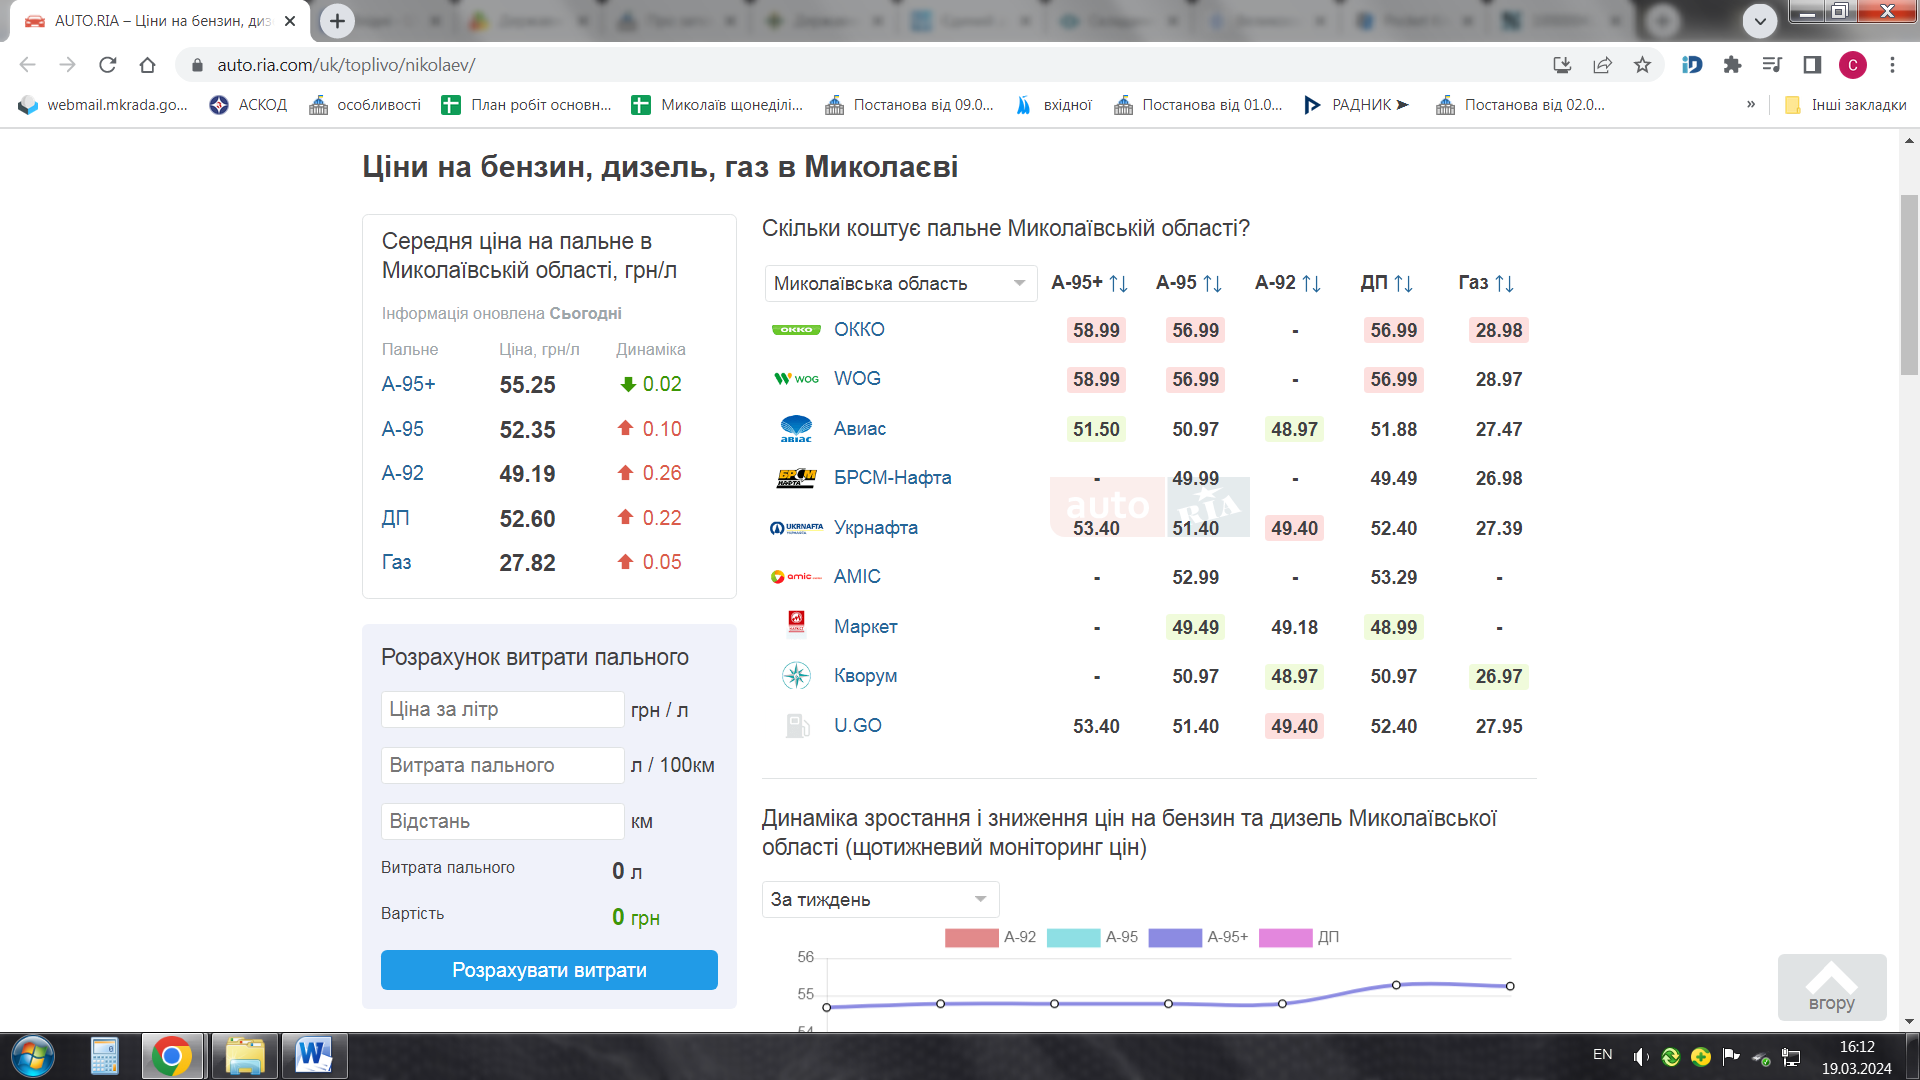 AUTO.RIA – Ціни на бензин, диз
auto.ria.com/uk/toplivo/nikolaev/
C
webmail.mkrada.go...
АСКОД
особливості
План робіт основн...
Миколаїв щонеділі...
Постанова від 09.0...
вхідної
Постанова від 01.0...
РАДНИК ➤
Постанова від 02.0...
»
Інші закладки
Ціни на бензин, дизель, газ в Миколаєві
Середня ціна на пальне в
Миколаївській області, грн/л
Інформація оновлена Сьогодні
Пальне Ціна, грн/л Динаміка
А-95+ 55.25 0.02
А-95 52.35 0.10
А-92 49.19 0.26
ДП 52.60 0.22
Газ 27.82 0.05
Розрахунок витрати пального
Ціна за літр грн / л
Витрата пального л / 100км
Відстань км
Витрата пального 0 л
Вартість 0 грн
Розрахувати витрати
Скільки коштує пальне Миколаївській області?
Миколаївська область А-95+ А-95 А-92 ДП Газ
OKKO ОККО 58.99 56.99 - 56.99 28.98
WOG WOG 58.99 56.99 - 56.99 28.97
АВІАС Авиас 51.50 50.97 48.97 51.88 27.47
БРСМ НАФТА БРСМ-Нафта - 49.99 - 49.49 26.98
auto RIA
UKRNAFTA Укрнафта 53.40 51.40 49.40 52.40 27.39
amic AMIC - 52.99 - 53.29 -
Маркет - 49.49 49.18 48.99 -
Кворум - 50.97 48.97 50.97 26.97
U.GO 53.40 51.40 49.40 52.40 27.95
Динаміка зростання і зниження цін на бензин та дизель Миколаївської
області (щотижневий моніторинг цін)
За тиждень
А-92 А-95 А-95+ ДП
56
55
54
вгору
EN
16:12
19.03.2024